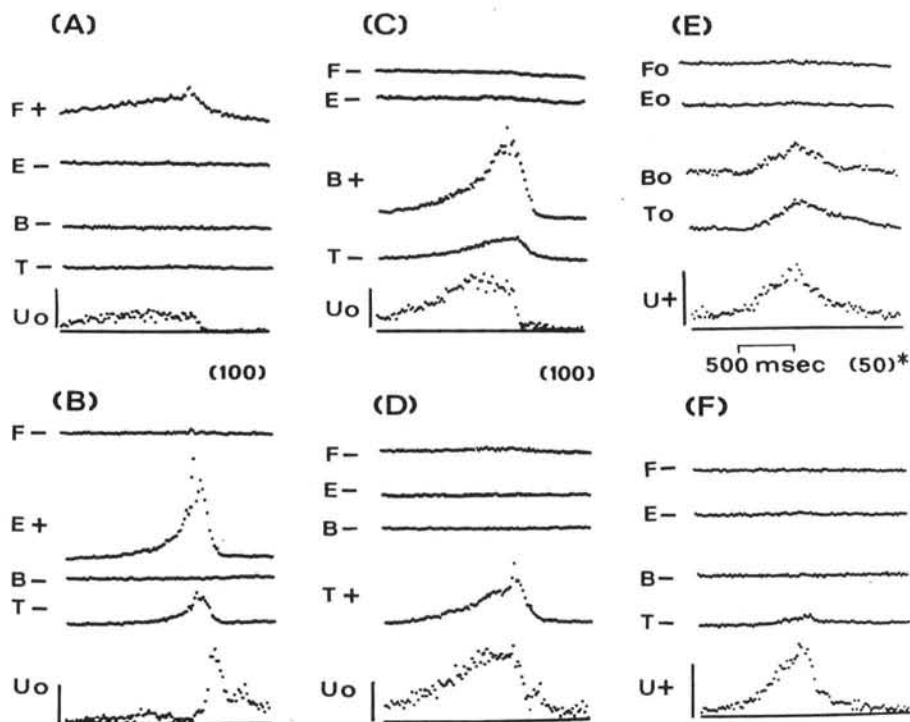 (A)
F+
E-
B-
T-
Uo
(100)
(B)
F-
E+
B-
T-
Uo
(C)
F-
E-
B+
T-
Uo
(100)
(D)
F-
E-
B-
T+
Uo
(E)
Fo
Eo
Bo
To
U+
500 msec (50)*
(F)
F-
E-
B-
T-
U+